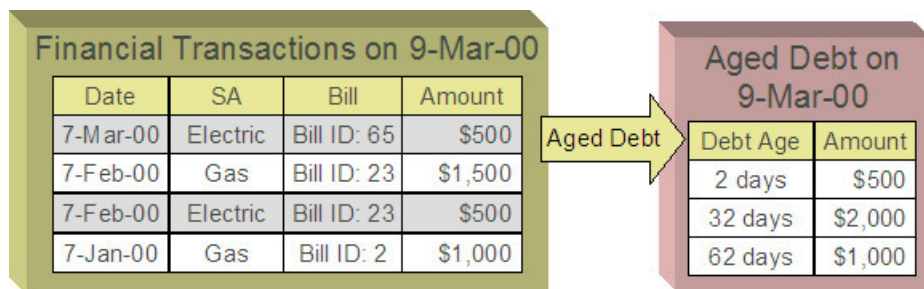 Financial Transactions on 9-Mar-00
Date SA Bill Amount
7-Mar-00 Electric Bill ID: 65 $500
7-Feb-00 Gas Bill ID: 23 $1,500
7-Feb-00 Electric Bill ID: 23 $500
7-Jan-00 Gas Bill ID: 2 $1,000
Aged Debt
Aged Debt on
9-Mar-00
Debt Age Amount
2 days $500
32 days $2,000
62 days $1,000